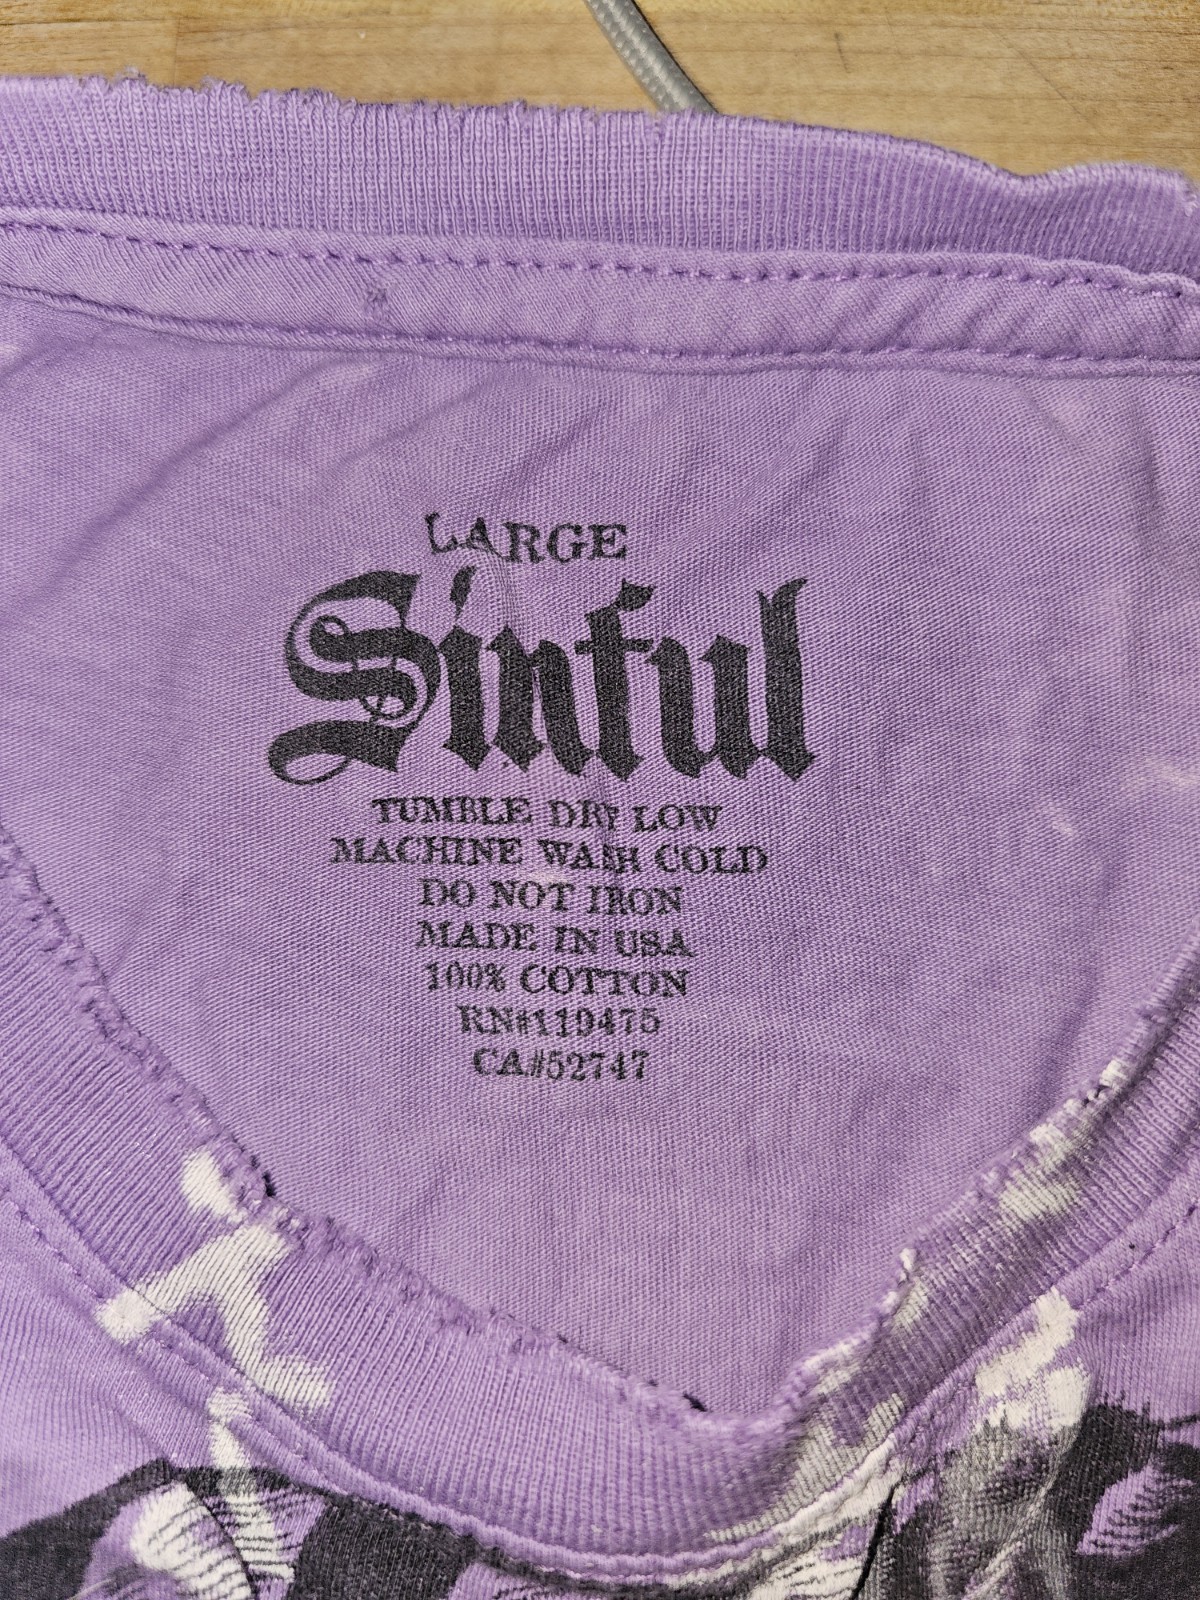 LARGE
Sinful
TUMBLE DRY LOW
MACHINE WASH COLD
DO NOT IRON
MADE IN USA
100% COTTON
RN#119475
CA#52747